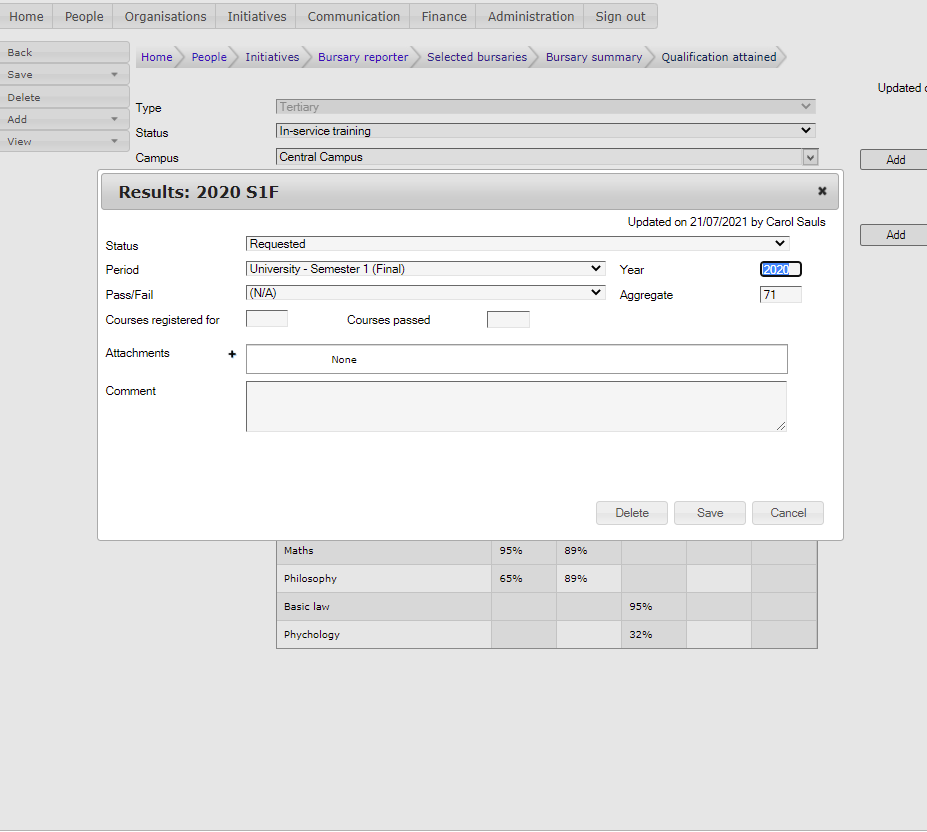 Home People Organisations Initiatives Communication Finance Administration Sign out
Back
Save
Delete
Add
View
Home People Initiatives Bursary reporter Selected bursaries Bursary summary Qualification attained
Updated
Type Tertiary
Status In-service training
Campus Central Campus
Add
Add
Results: 2020 S1F
Updated on 21/07/2021 by Carol Sauls
Status Requested
Period University - Semester 1 (Final) Year 2020
Pass/Fail (N/A) Aggregate 71
Courses registered for Courses passed
Attachments + None
Comment
Delete Save Cancel
Maths 95% 89%
Philosophy 65% 89%
Basic law 95%
Phychology 32%